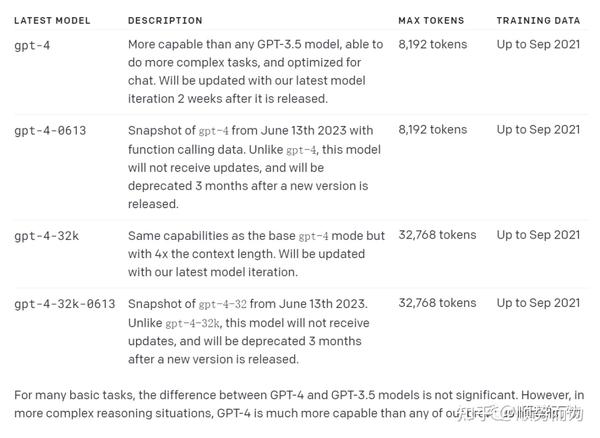 LATEST MODEL DESCRIPTION MAX TOKENS TRAINING DATA
gpt-4 More capable than any GPT-3.5 model, able to 8,192 tokens Up to Sep 2021
do more complex tasks, and optimized for
chat. Will be updated with our latest model
iteration 2 weeks after it is released.
gpt-4-0613 Snapshot of gpt-4 from June 13th 2023 with 8,192 tokens Up to Sep 2021
function calling data. Unlike gpt-4, this model
will not receive updates, and will be
deprecated 3 months after a new version is
released.
gpt-4-32k Same capabilities as the base gpt-4 mode but 32,768 tokens Up to Sep 2021
with 4x the context length. Will be updated
with our latest model iteration.
gpt-4-32k-0613 Snapshot of gpt-4-32 from June 13th 2023. 32,768 tokens Up to Sep 2021
Unlike gpt-4-32k, this model will not receive
updates, and will be deprecated 3 months
after a new version is released.
For many basic tasks, the difference between GPT-4 and GPT-3.5 models is not significant. However, in
more complex reasoning situations, GPT-4 is much more capable than any of our
知乎 @顺势而为